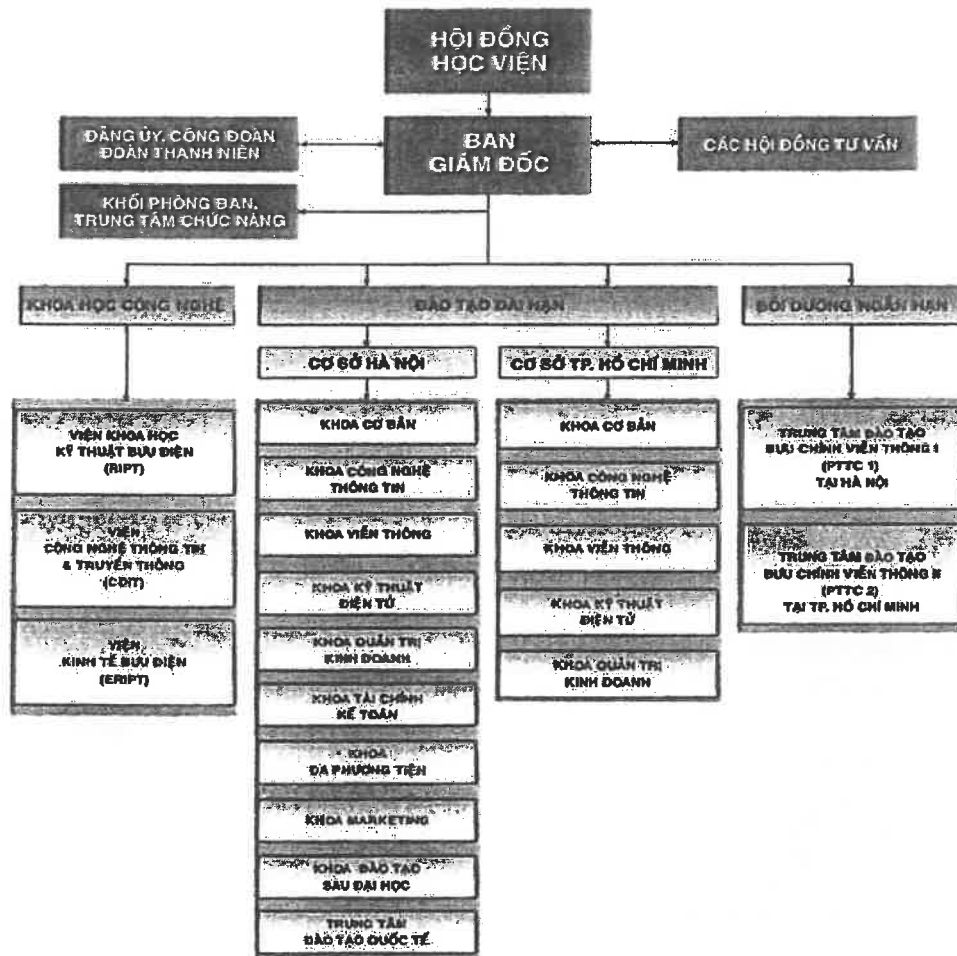 HỘI ĐỒNG
HỌC VIỆN
ĐẢNG ỦY, CÔNG ĐOÀN
ĐOÀN THANH NIÊN
BAN
GIÁM ĐỐC
CÁC HỘI ĐỒNG TƯ VẤN
KHỐI PHÒNG BAN,
TRUNG TÂM CHỨC NĂNG
KHOA HỌC CÔNG NGHỆ
ĐÀO TẠO DÀI HẠN
BỒI DƯỠNG NGẮN HẠN
CƠ SỞ HÀ NỘI
CƠ SỞ TP. HỒ CHÍ MINH
VIỆN KHOA HỌC
KỸ THUẬT BƯU ĐIỆN
(RIPT)
VIỆN
CÔNG NGHỆ THÔNG TIN
& TRUYỀN THÔNG
(CDIT)
VIỆN
KINH TẾ BƯU ĐIỆN
(ERIPT)
KHOA CƠ BẢN
KHOA CÔNG NGHỆ
THÔNG TIN
KHOA VIỄN THÔNG
KHOA KỸ THUẬT
ĐIỆN TỬ
KHOA QUẢN TRỊ
KINH DOANH
KHOA TÀI CHÍNH
KẾ TOÁN
KHOA
ĐA PHƯƠNG TIỆN
KHOA MARKETING
KHOA ĐÀO TẠO
SAU ĐẠI HỌC
TRUNG TÂM
ĐÀO TẠO QUỐC TẾ
KHOA CƠ BẢN
KHOA CÔNG NGHỆ
THÔNG TIN
KHOA VIỄN THÔNG
KHOA KỸ THUẬT
ĐIỆN TỬ
KHOA QUẢN TRỊ
KINH DOANH
TRUNG TÂM ĐÀO TẠO
BƯU CHÍNH VIỄN THÔNG I
(PTTC 1)
TẠI HÀ NỘI
TRUNG TÂM ĐÀO TẠO
BƯU CHÍNH VIỄN THÔNG II
(PTTC 2)
TẠI TP. HỒ CHÍ MINH